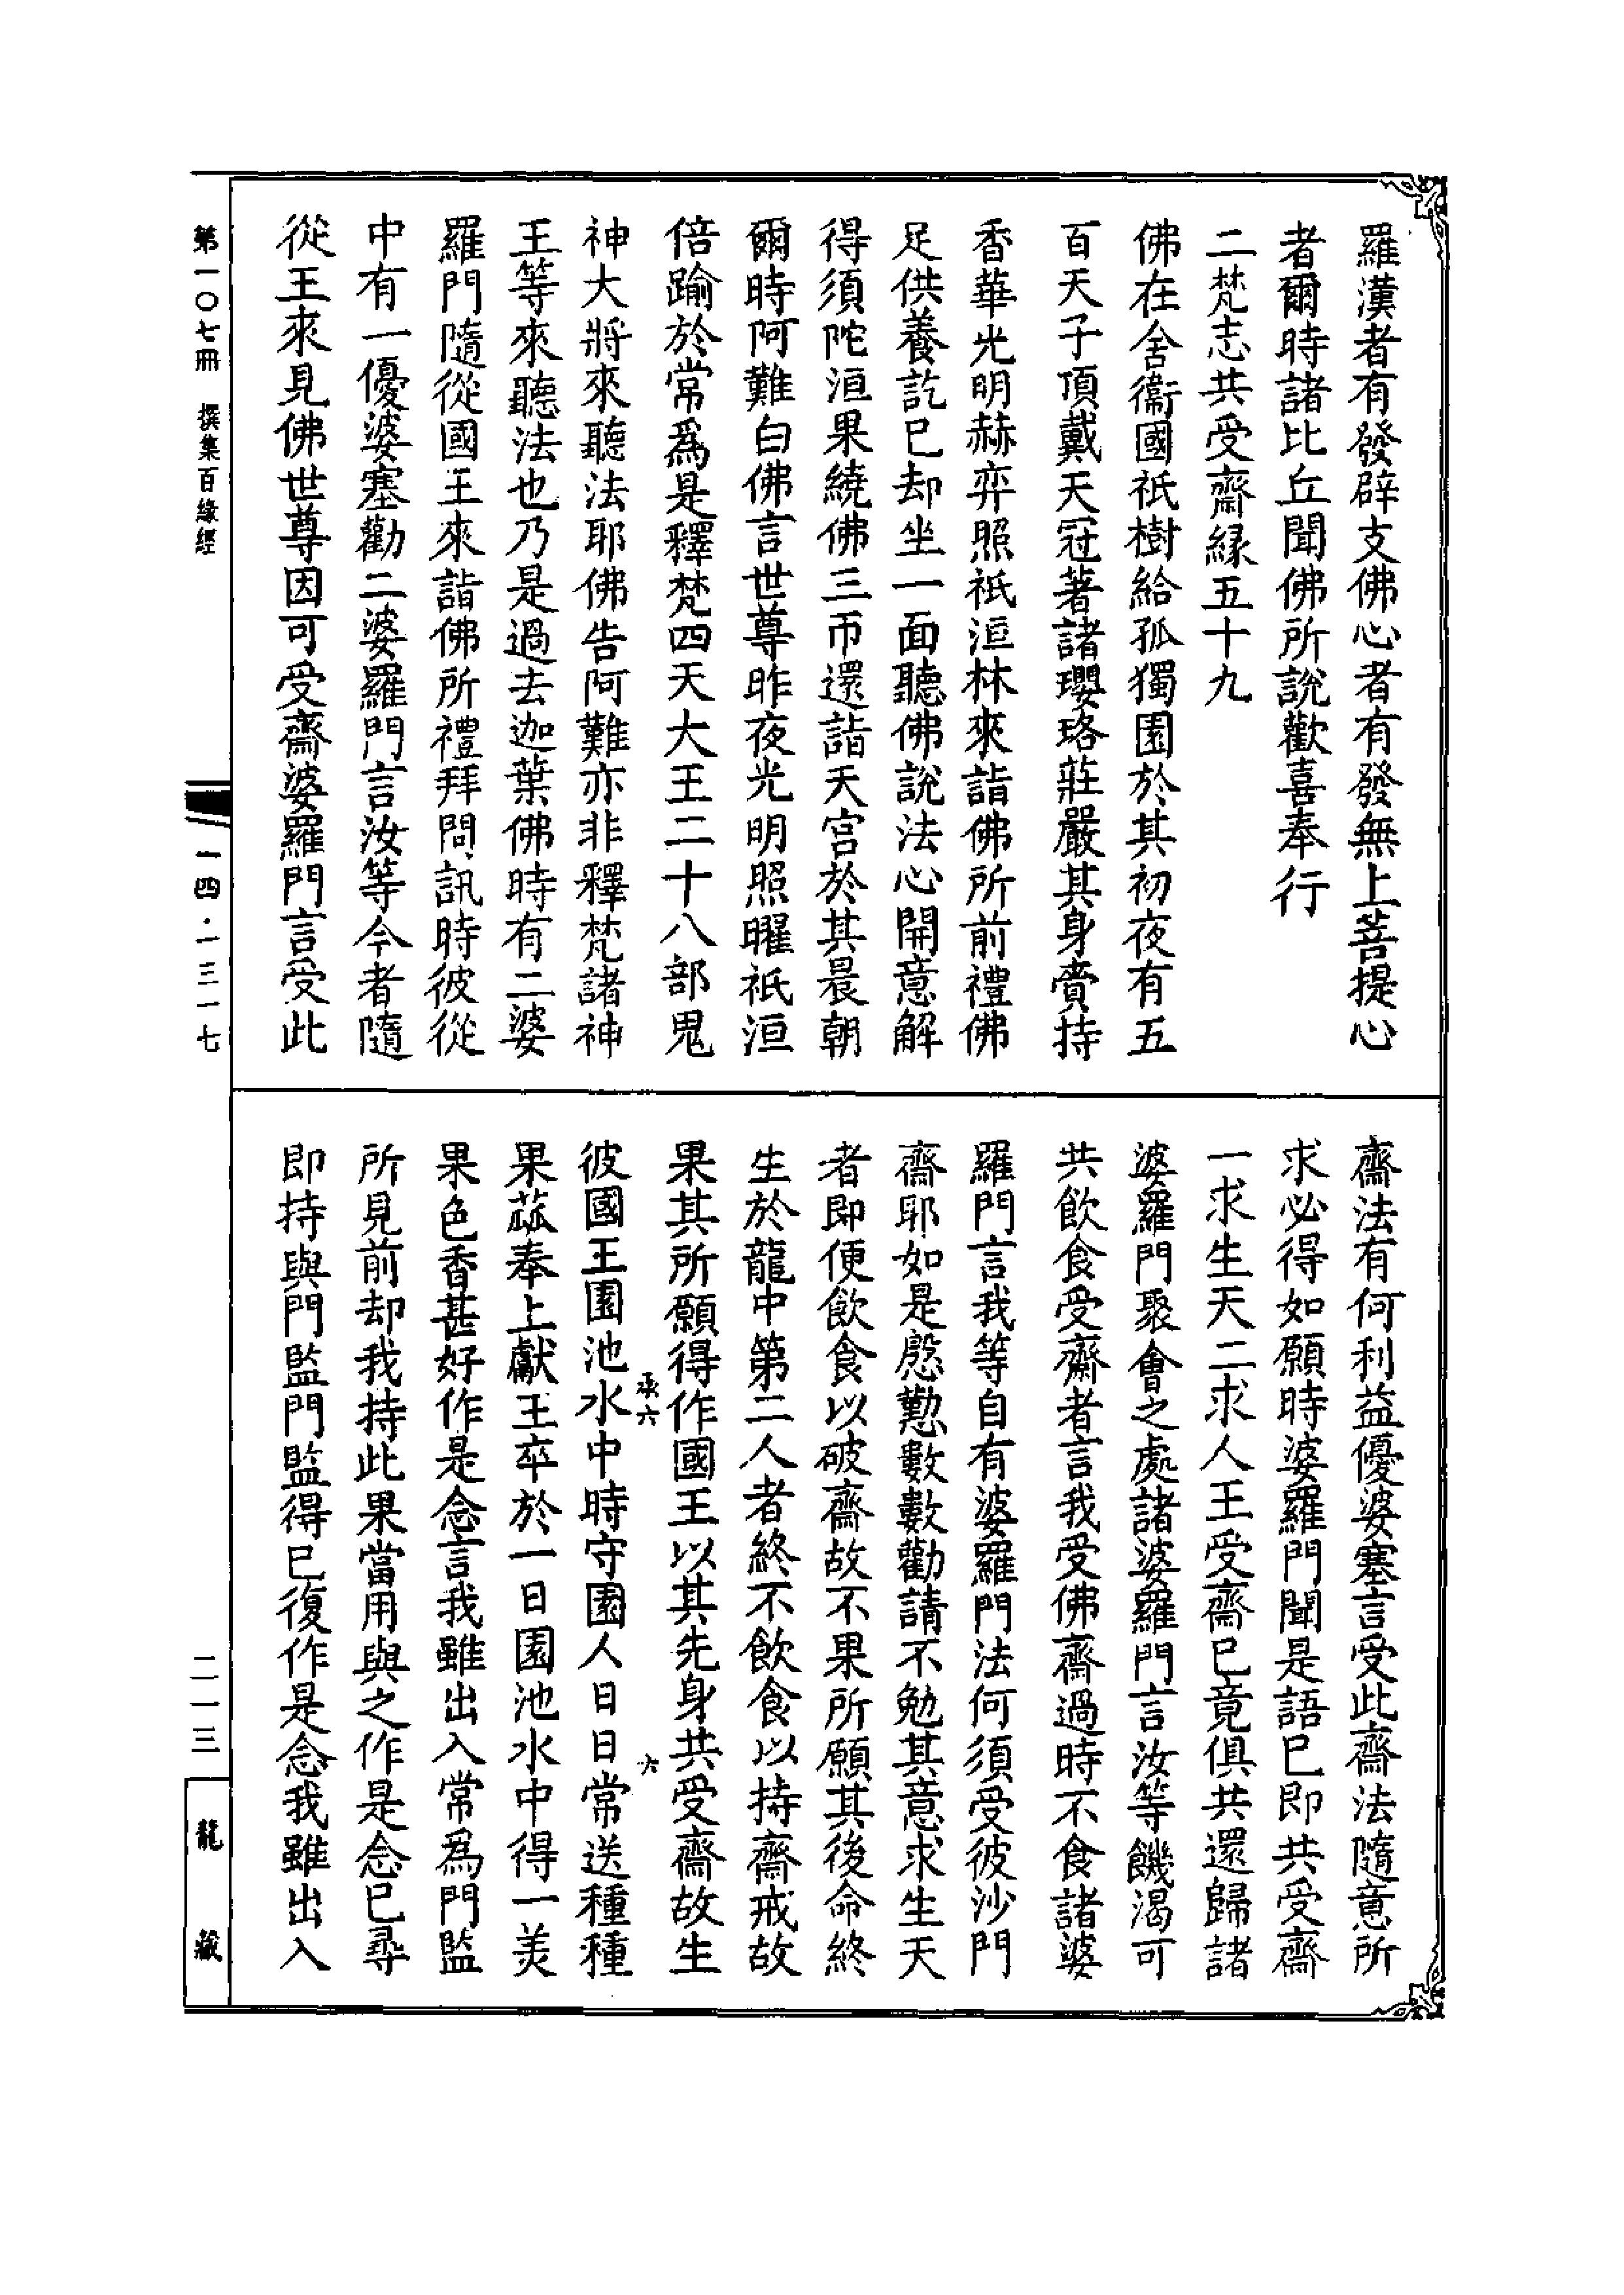 羅漢者有發辟支佛心者有發無上菩提心
者爾時諸比丘聞佛所說歡喜奉行
二梵志共受齋緣五十九
佛在舍衞國祇樹給孤獨園於其初夜有五
百天子頂戴天冠著諸瓔珞莊嚴其身齎持
香華光明赫弈照祇洹林來詣佛所前禮佛
足供養訖已却坐一面聽佛說法心開意解
得須陀洹果繞佛三帀還詣天宮於其晨朝
爾時阿難白佛言世尊昨夜光明照曜祇洹
倍踰於常爲是釋梵四天大王二十八部鬼
神大將來聽法耶佛告阿難亦非釋梵諸神
王等來聽法也乃是過去迦葉佛時有二婆
羅門隨從國王來詣佛所禮拜問訊時彼從
中有一優婆塞勸二婆羅門言汝等今者隨
從王來見佛世尊因可受齋婆羅門言受此
齋法有何利益優婆塞言受此齋法隨意所
求必得如願時婆羅門聞是語已即共受齋
一求生天二求人王受齋已竟俱共還歸諸
婆羅門聚會之處諸婆羅門言汝等饑渴可
共飲食受齋者言我受佛齋過時不食諸婆
羅門言我等自有婆羅門法何須受彼沙門
齋耶如是慇懃數數勸請不勉其意求生天
者即便飲食以破齋故不果所願其後命終
生於龍中第二人者終不飲食以持齋戒故
果其所願得作國王以其先身共受齋故生
承六
六
彼國王園池水中時守園人日日常送種種
果蓏奉上獻王卒於一日園池水中得一美
果色香甚好作是念言我雖出入常爲門監
所見前却我持此果當用與之作是念已尋
即持與門監門監得已復作是念我雖出入
第一〇七冊 撰集百緣經
一四·一三一七
二一三
龍藏